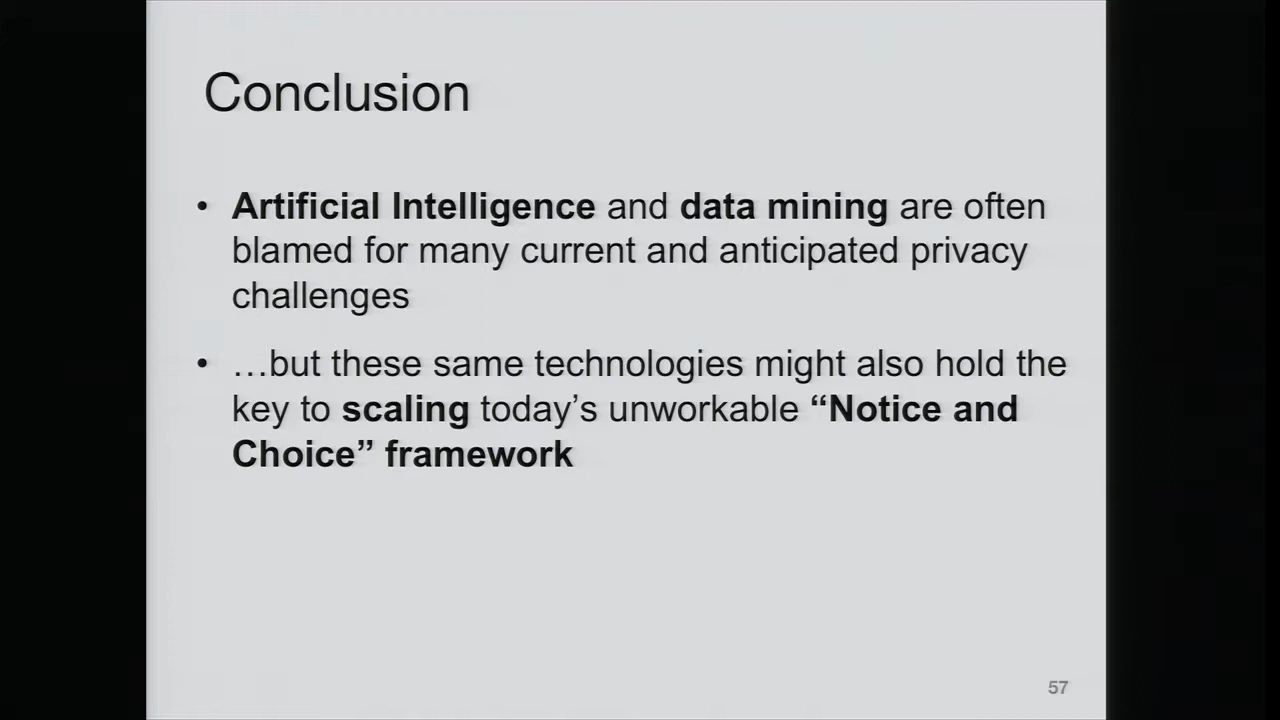 Conclusion
• Artificial Intelligence and data mining are often
blamed for many current and anticipated privacy
challenges
• …but these same technologies might also hold the
key to scaling today’s unworkable “Notice and
Choice” framework
57